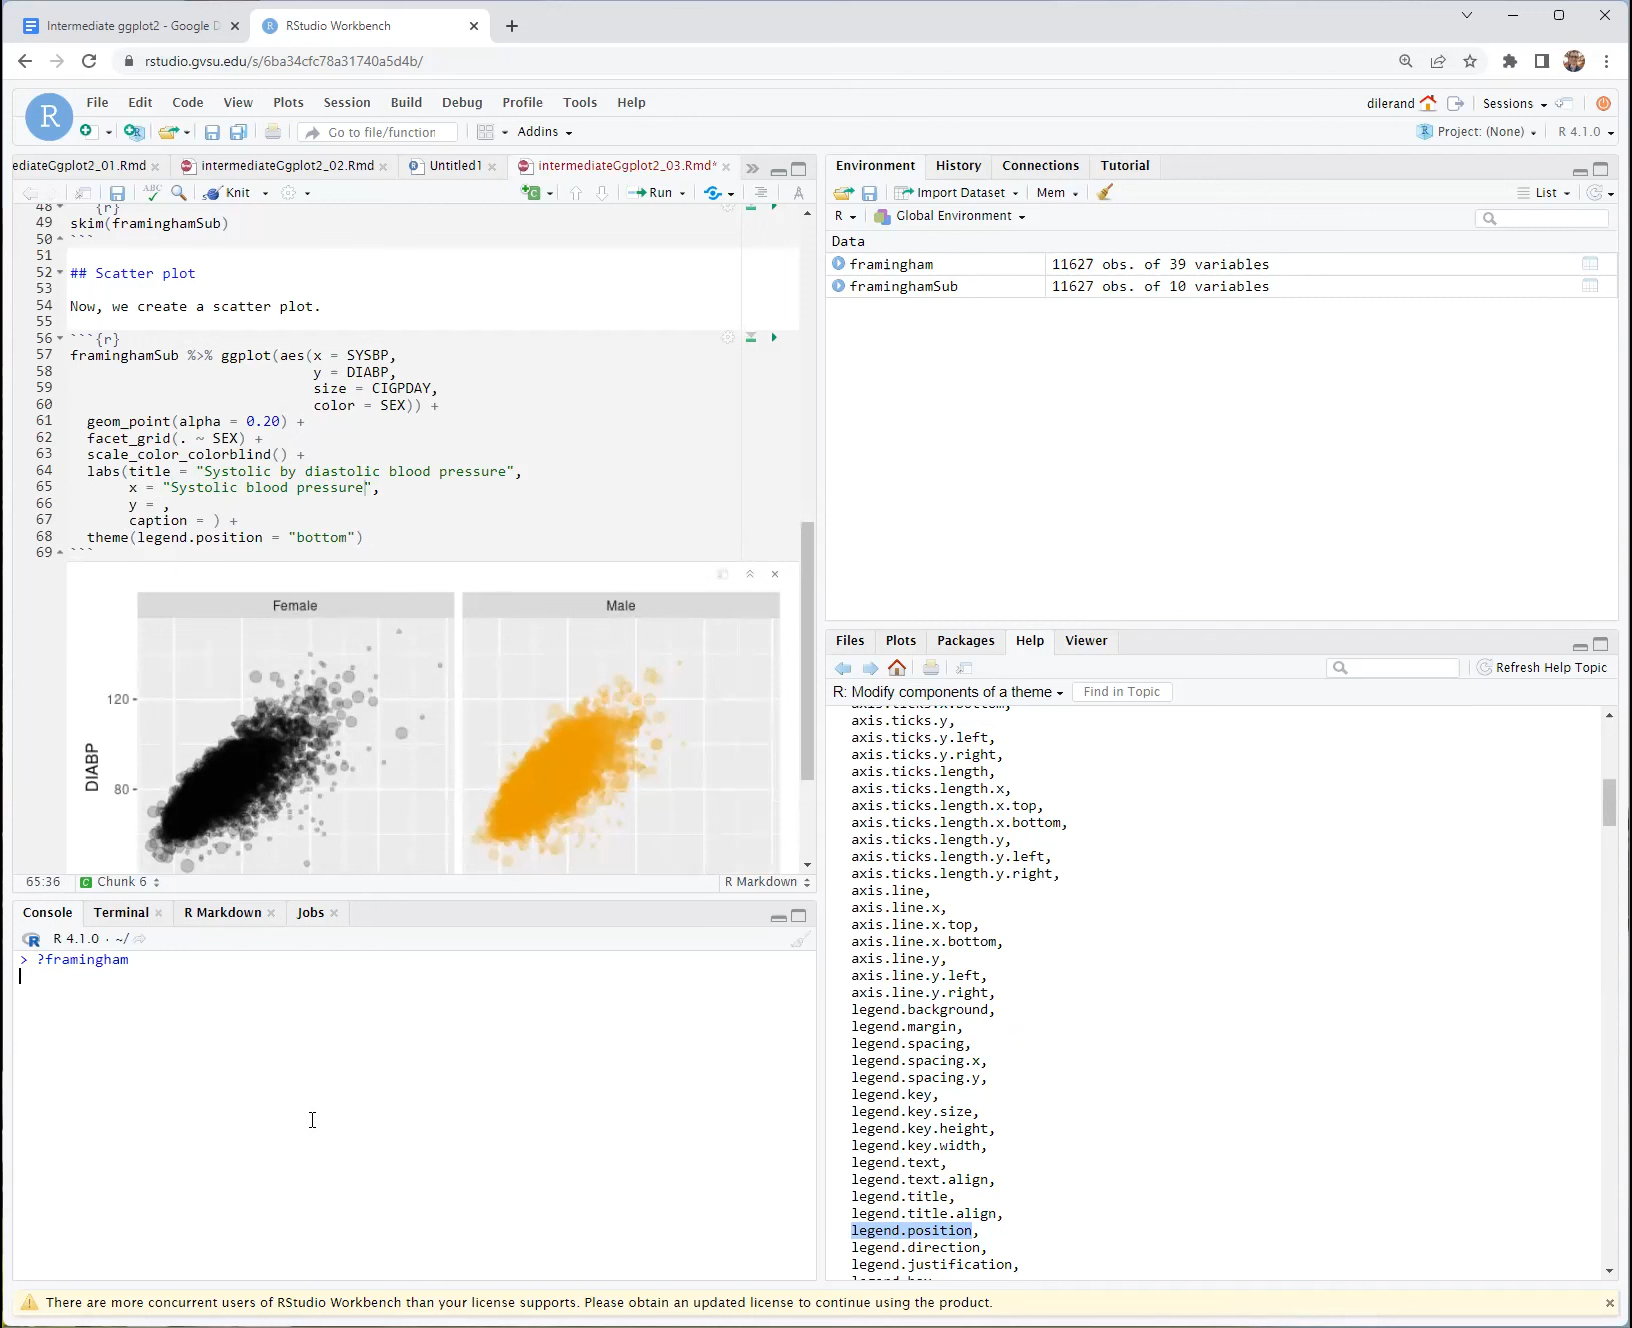 Intermediate ggplot2 - Google D
RStudio Workbench
rstudio.gvsu.edu/s/6ba34cfc78a31740a5d4b/
R
File Edit Code View Plots Session Build Debug Profile Tools Help
dilerand Sessions
Go to file/function Addins
Project: (None) R 4.1.0
ediateGgplot2_01.Rmd intermediateGgplot2_02.Rmd Untitled1 intermediateGgplot2_03.Rmd*
ABC Knit Run
48 ```{r}
49 skim(framinghamSub)
50 ```
51
52 ## Scatter plot
53
54 Now, we create a scatter plot.
55
56 ```{r}
57 framinghamSub %>% ggplot(aes(x = SYSBP,
58 y = DIABP,
59 size = CIGPDAY,
60 color = SEX)) +
61 geom_point(alpha = 0.20) +
62 facet_grid(. ~ SEX) +
63 scale_color_colorblind() +
64 labs(title = "Systolic by diastolic blood pressure",
65 x = "Systolic blood pressure",
66 y = ,
67 caption = ) +
68 theme(legend.position = "bottom")
69 ```
Female Male
120
DIABP
80
65:36 Chunk 6 R Markdown
Console Terminal R Markdown Jobs
R 4.1.0 · ~/
> ?framingham
Environment History Connections Tutorial
Import Dataset Mem List
R Global Environment
Data
framingham 11627 obs. of 39 variables
framinghamSub 11627 obs. of 10 variables
Files Plots Packages Help Viewer
Refresh Help Topic
R: Modify components of a theme Find in Topic
axis.ticks.x.bottom,
axis.ticks.y,
axis.ticks.y.left,
axis.ticks.y.right,
axis.ticks.length,
axis.ticks.length.x,
axis.ticks.length.x.top,
axis.ticks.length.x.bottom,
axis.ticks.length.y,
axis.ticks.length.y.left,
axis.ticks.length.y.right,
axis.line,
axis.line.x,
axis.line.x.top,
axis.line.x.bottom,
axis.line.y,
axis.line.y.left,
axis.line.y.right,
legend.background,
legend.margin,
legend.spacing,
legend.spacing.x,
legend.spacing.y,
legend.key,
legend.key.size,
legend.key.height,
legend.key.width,
legend.text,
legend.text.align,
legend.title,
legend.title.align,
legend.position,
legend.direction,
legend.justification,
There are more concurrent users of RStudio Workbench than your license supports. Please obtain an updated license to continue using the product.